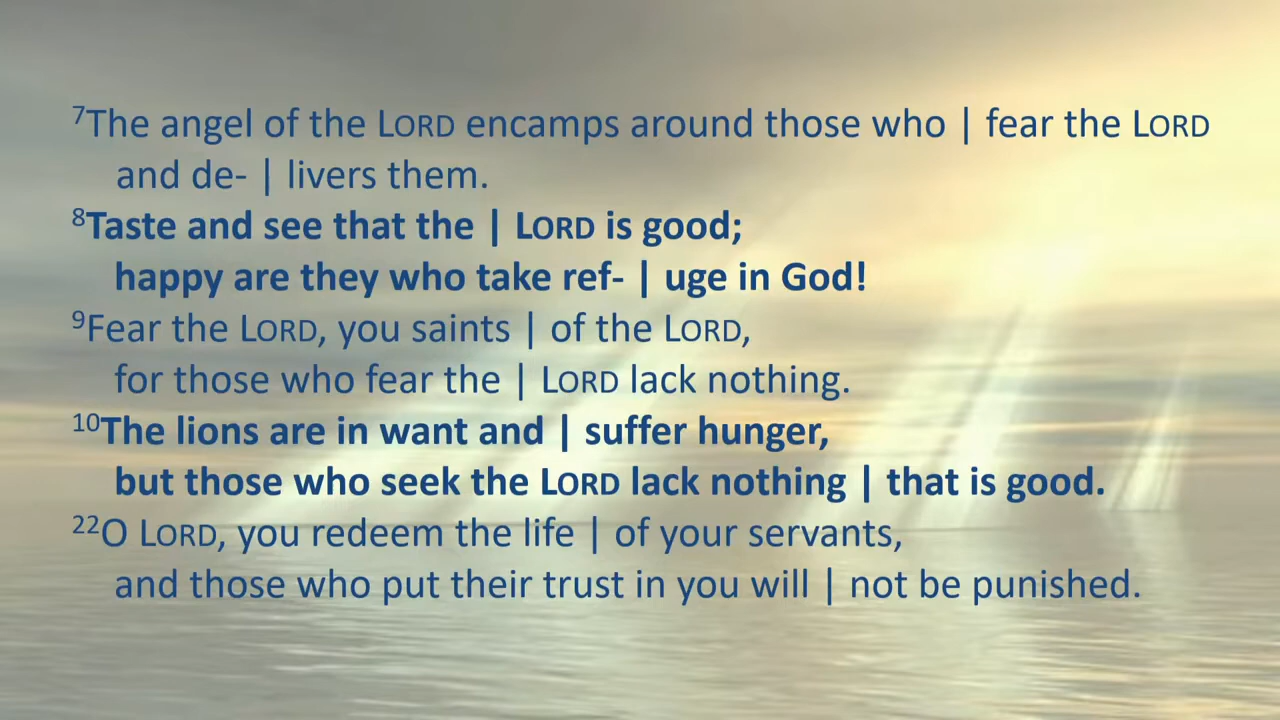 ⁷The angel of the LORD encamps around those who | fear the LORD
and de- | livers them.
⁸Taste and see that the | LORD is good;
happy are they who take ref- | uge in God!
⁹Fear the LORD, you saints | of the LORD,
for those who fear the | LORD lack nothing.
¹⁰The lions are in want and | suffer hunger,
but those who seek the LORD lack nothing | that is good.
²²O LORD, you redeem the life | of your servants,
and those who put their trust in you will | not be punished.